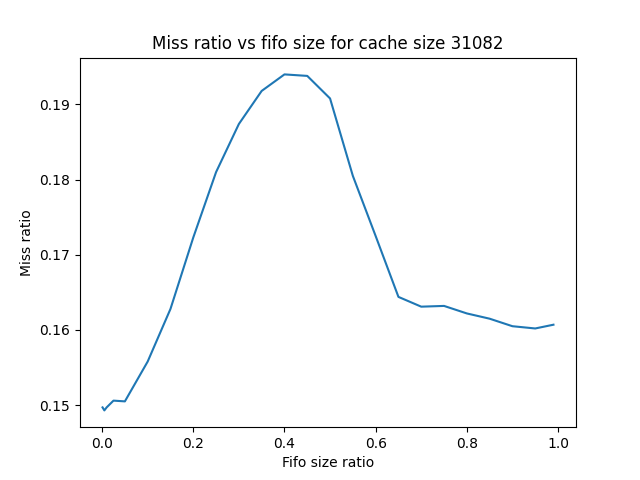 Miss ratio vs fifo size for cache size 31082
0.19
0.18
0.17
0.16
0.15
Miss ratio
0.0 0.2 0.4 0.6 0.8 1.0
Fifo size ratio